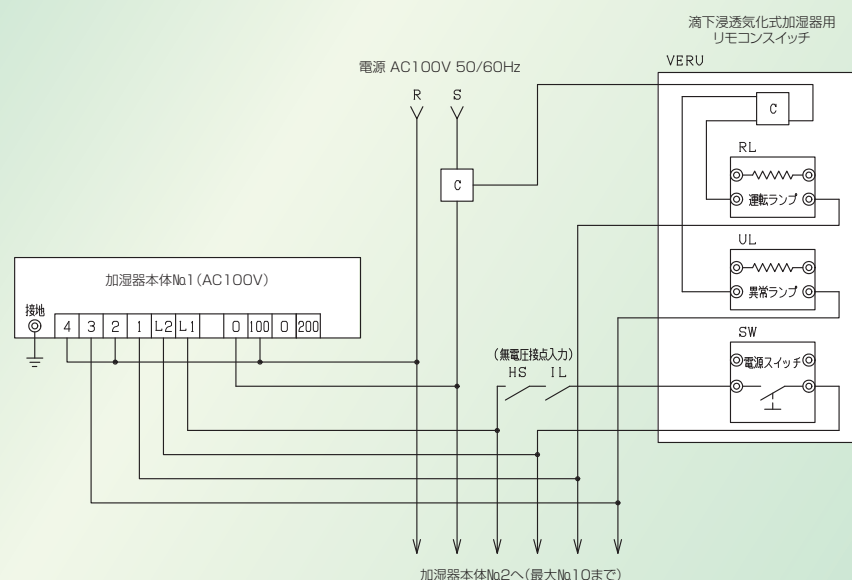 滴下浸透気化式加湿器用
リモコンスイッチ
VERU
電源 AC100V 50/60Hz
R S
C
C
RL
運転ランプ
UL
異常ランプ
SW
電源スイッチ
加湿器本体№1(AC100V)
接地
4 3 2 1 L2 L1 0 100 0 200
(無電圧接点入力)
HS IL
加湿器本体№2へ(最大№10まで)